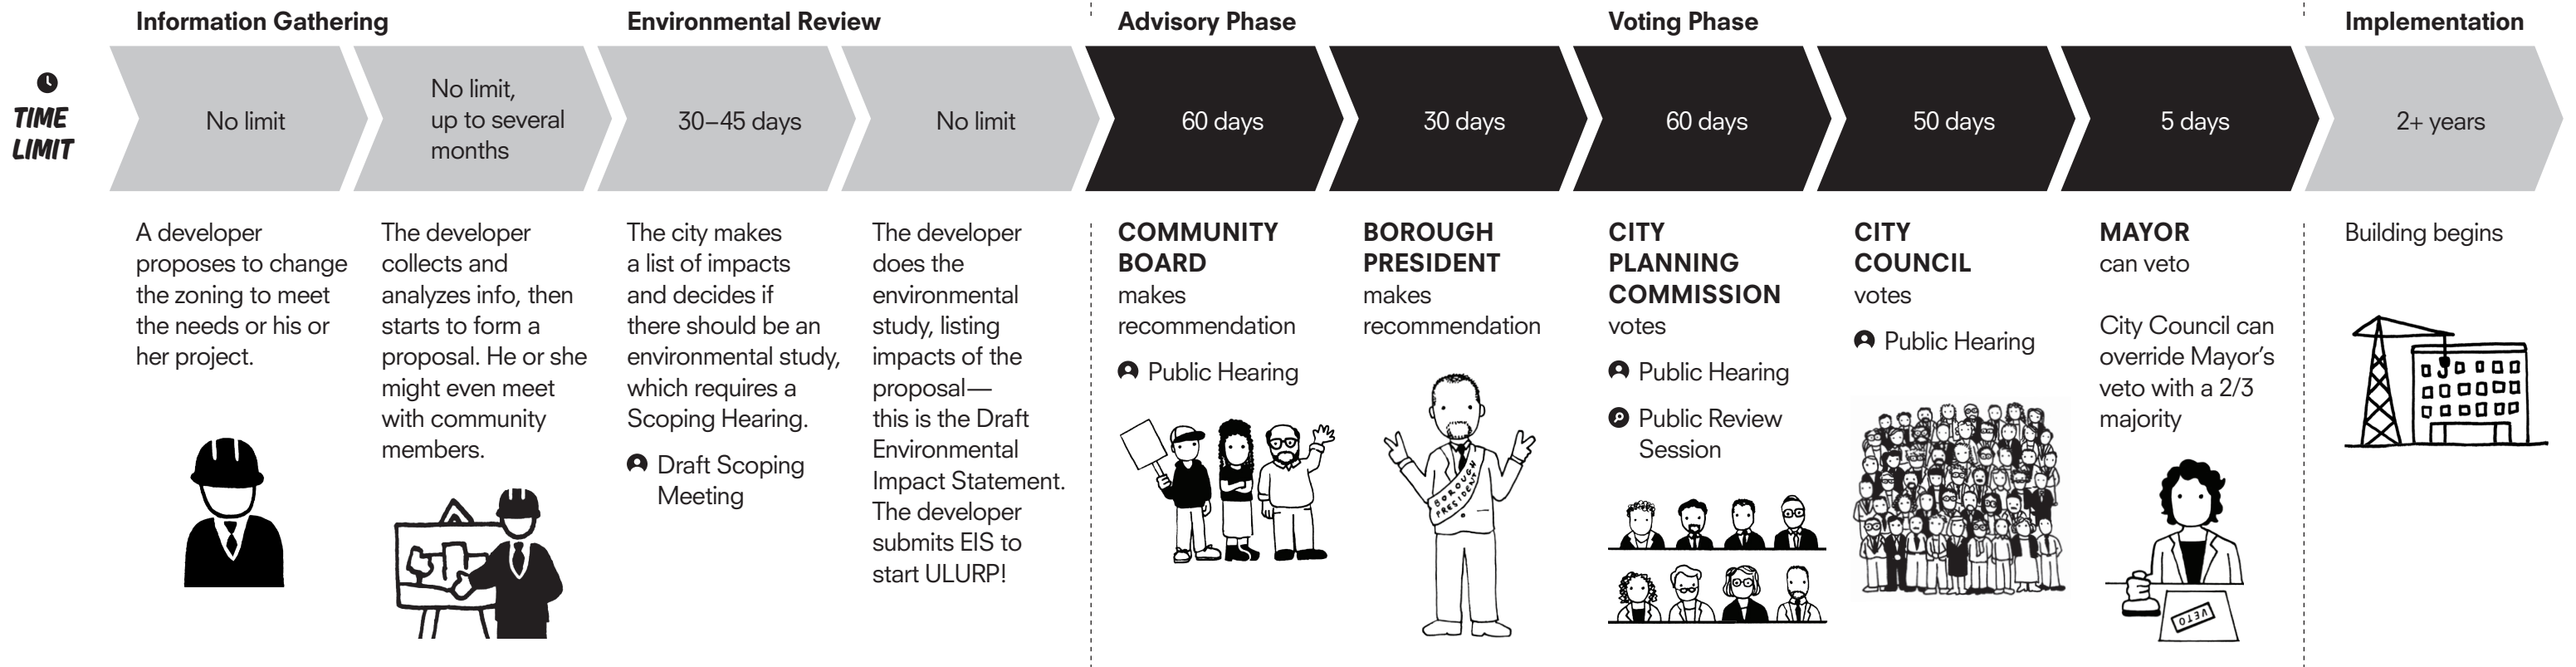 Information Gathering
Environmental Review
Advisory Phase
Voting Phase
Implementation
TIME
LIMIT
No limit
No limit,
up to several
months
30–45 days
No limit
60 days
30 days
60 days
50 days
5 days
2+ years
A developer
proposes to change
the zoning to meet
the needs or his or
her project.
The developer
collects and
analyzes info, then
starts to form a
proposal. He or she
might even meet
with community
members.
The city makes
a list of impacts
and decides if
there should be an
environmental study,
which requires a
Scoping Hearing.
Draft Scoping
Meeting
The developer
does the
environmental
study, listing
impacts of the
proposal—
this is the Draft
Environmental
Impact Statement.
The developer
submits EIS to
start ULURP!
COMMUNITY
BOARD
makes
recommendation
Public Hearing
BOROUGH
PRESIDENT
makes
recommendation
BOROUGH
PRESIDENT
CITY
PLANNING
COMMISSION
votes
Public Hearing
Public Review
Session
CITY
COUNCIL
votes
Public Hearing
MAYOR
can veto
City Council can
override Mayor’s
veto with a 2/3
majority
VETO
Building begins